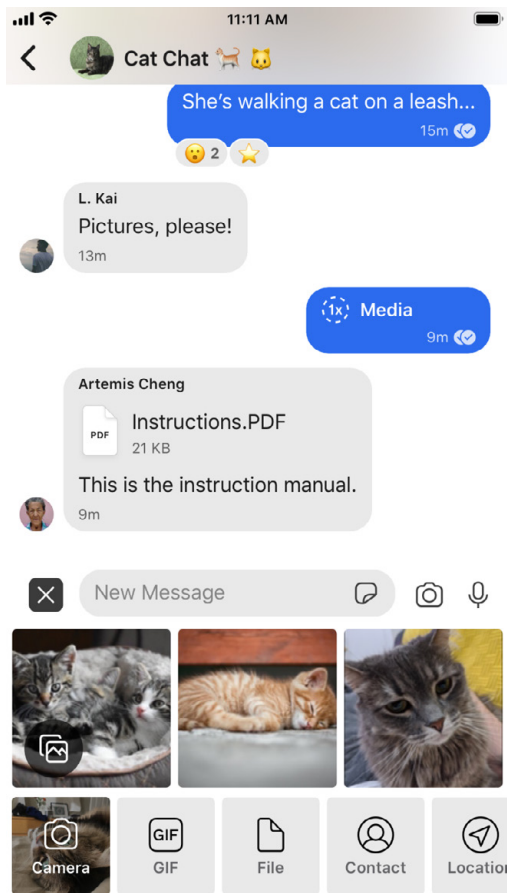 11:11 AM
Cat Chat 🐈 🐱
She’s walking a cat on a leash...
15m
😮 2 ⭐
L. Kai
Pictures, please!
13m
1x Media
9m
Artemis Cheng
PDF
Instructions.PDF
21 KB
This is the instruction manual.
9m
New Message
GIF
Camera
GIF
File
Contact
Location